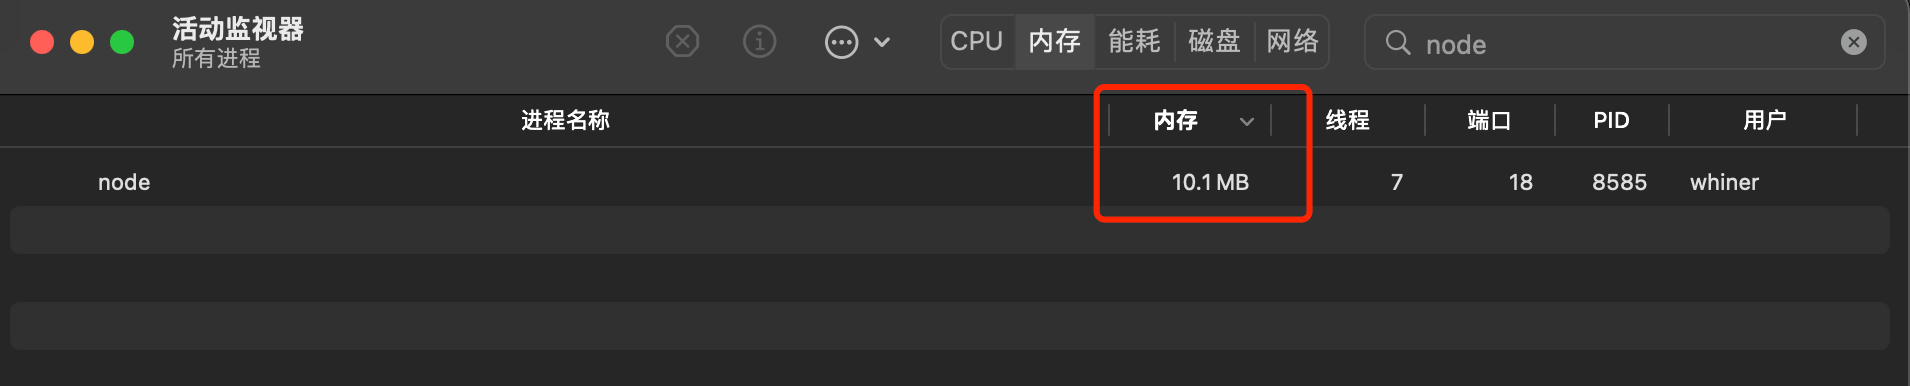 活动监视器
所有进程
CPU 内存 能耗 磁盘 网络
node
进程名称 内存 线程 端口 PID 用户
node 10.1 MB 7 18 8585 whiner